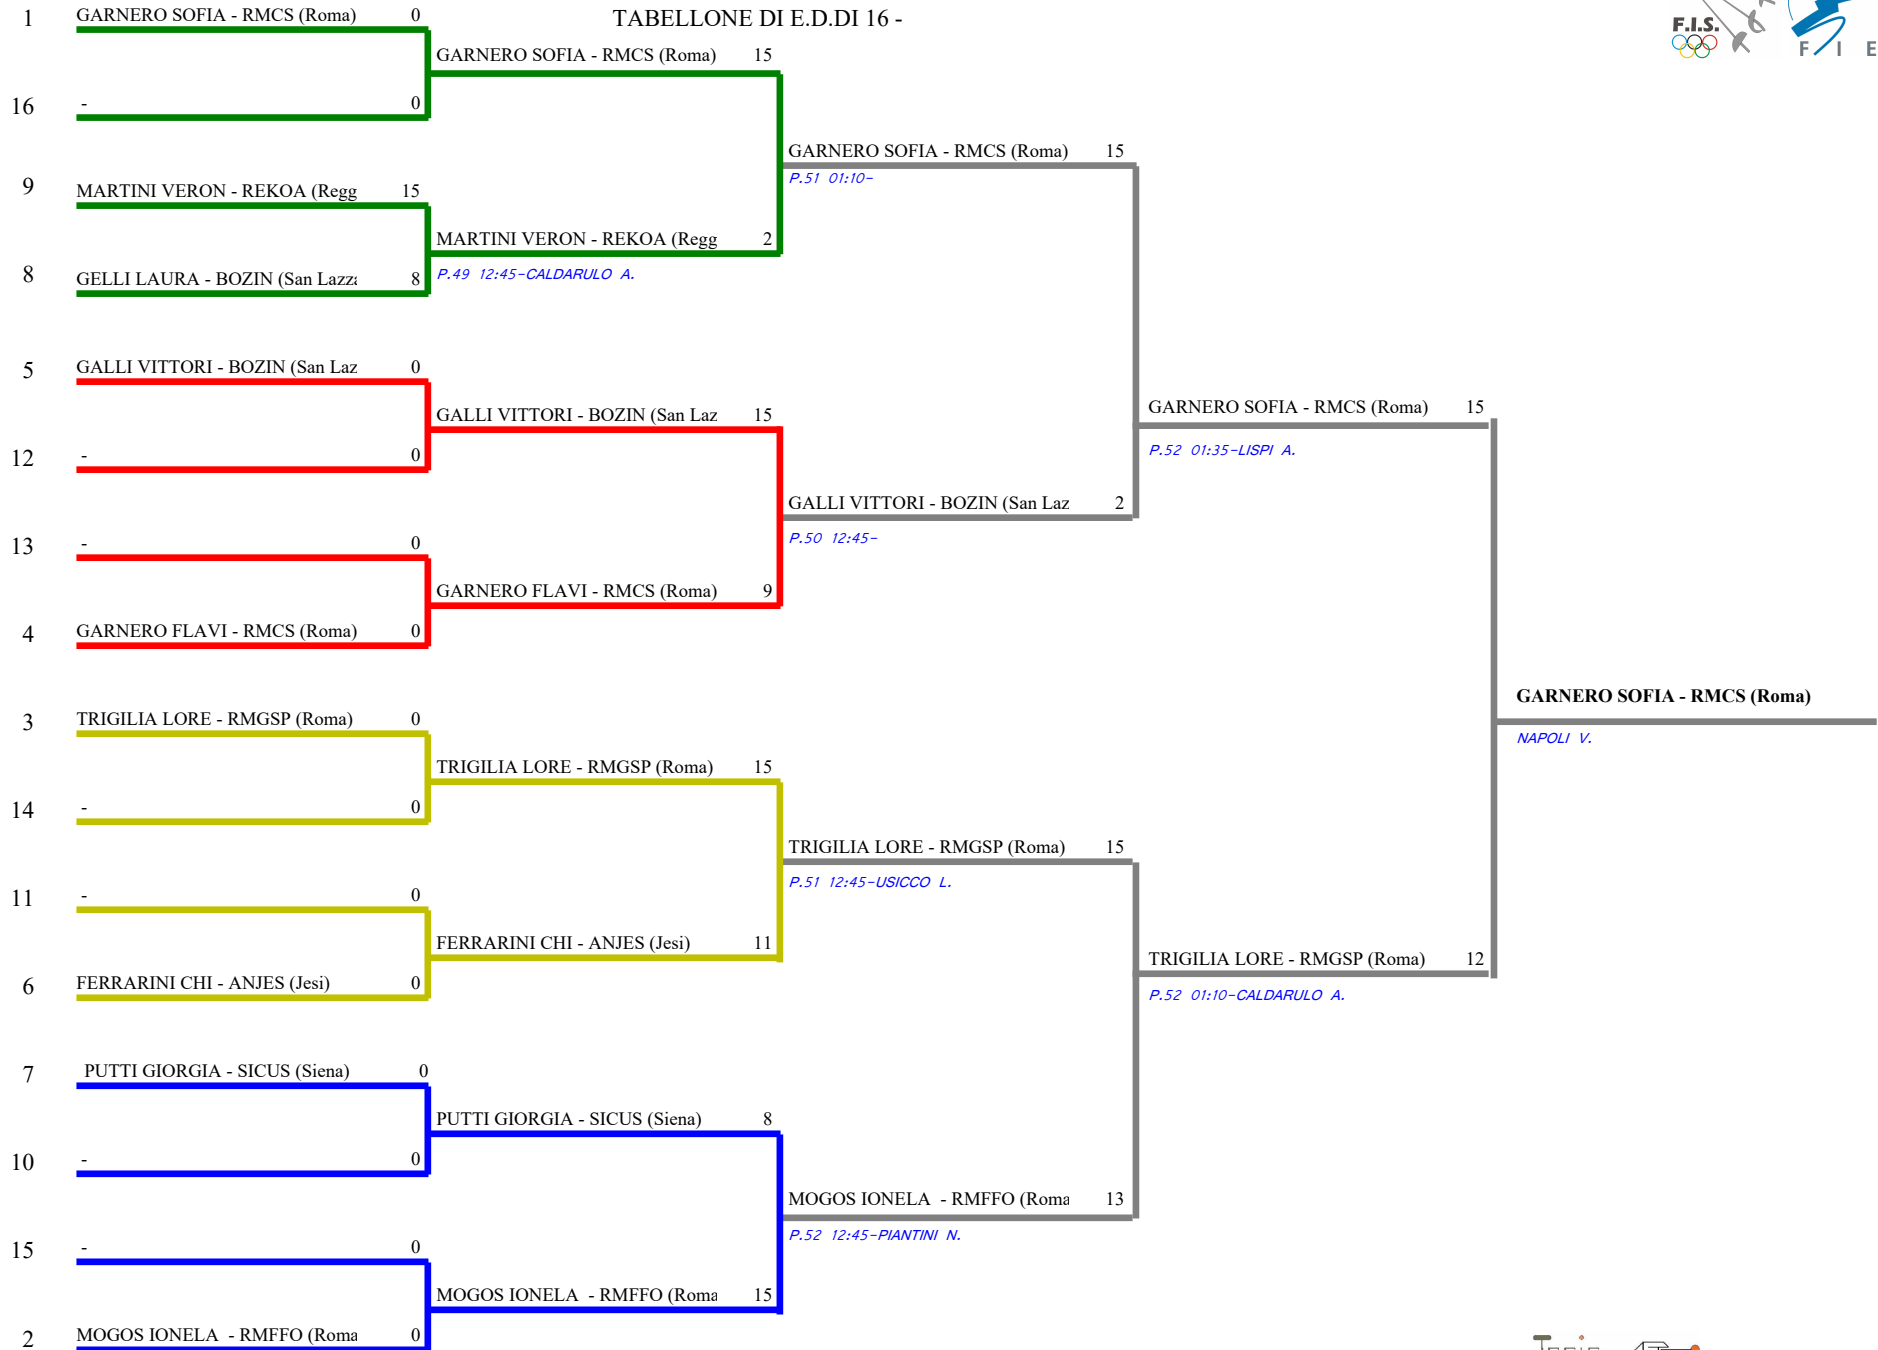 TABELLONE DI E.D.DI 16 -
F.I.S.
F I E
1 GARNERO SOFIA - RMCS (Roma) 0
GARNERO SOFIA - RMCS (Roma) 15
16 - 0
GARNERO SOFIA - RMCS (Roma) 15
P.51 01:10-
9 MARTINI VERON - REKOA (Regg 15
MARTINI VERON - REKOA (Regg 2
P.49 12:45-CALDARULO A.
8 GELLI LAURA - BOZIN (San Lazza 8
5 GALLI VITTORI - BOZIN (San Laz 0
GALLI VITTORI - BOZIN (San Laz 15
GARNERO SOFIA - RMCS (Roma) 15
P.52 01:35-LISPI A.
12 - 0
GALLI VITTORI - BOZIN (San Laz 2
P.50 12:45-
13 - 0
GARNERO FLAVI - RMCS (Roma) 9
4 GARNERO FLAVI - RMCS (Roma) 0
GARNERO SOFIA - RMCS (Roma)
NAPOLI V.
3 TRIGILIA LORE - RMGSP (Roma) 0
TRIGILIA LORE - RMGSP (Roma) 15
14 - 0
TRIGILIA LORE - RMGSP (Roma) 15
P.51 12:45-USICCO L.
11 - 0
FERRARINI CHI - ANJES (Jesi) 11
TRIGILIA LORE - RMGSP (Roma) 12
P.52 01:10-CALDARULO A.
6 FERRARINI CHI - ANJES (Jesi) 0
7 PUTTI GIORGIA - SICUS (Siena) 0
PUTTI GIORGIA - SICUS (Siena) 8
10 - 0
MOGOS IONELA - RMFFO (Roma 13
P.52 12:45-PIANTINI N.
15 - 0
MOGOS IONELA - RMFFO (Roma 15
2 MOGOS IONELA - RMFFO (Roma 0